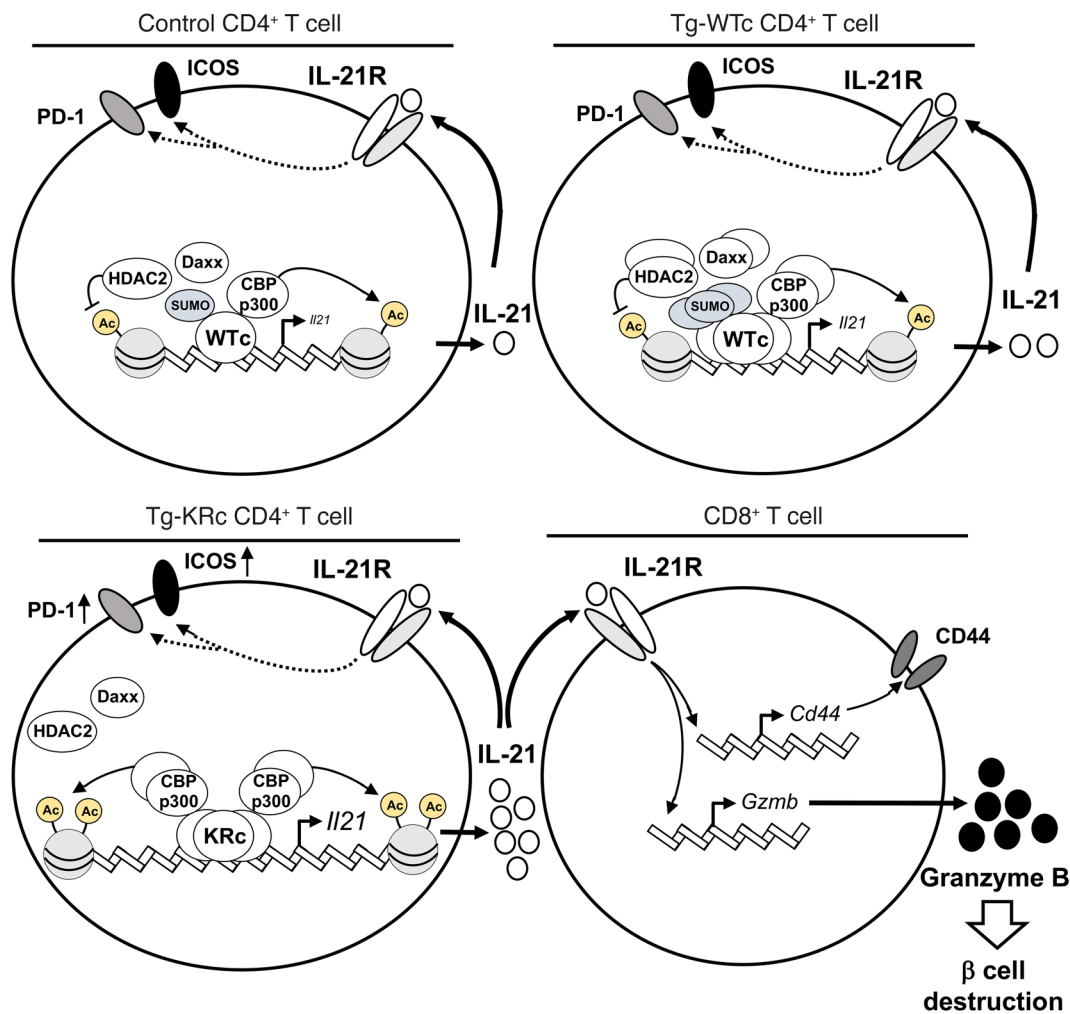 Control CD4⁺ T cell
ICOS
IL-21R
PD-1
HDAC2
Daxx
SUMO
CBP
p300
Ac
WTc
Il21
Ac
IL-21
Tg-WTc CD4⁺ T cell
ICOS
IL-21R
PD-1
HDAC2
Daxx
SUMO
CBP
p300
Ac
WTc
Il21
Ac
IL-21
Tg-KRc CD4⁺ T cell
ICOS
IL-21R
PD-1
Daxx
HDAC2
CBP
p300
CBP
p300
Ac
Ac
KRc
Il21
Ac
Ac
IL-21
CD8⁺ T cell
IL-21R
CD44
Cd44
Gzmb
Granzyme B
β cell
destruction